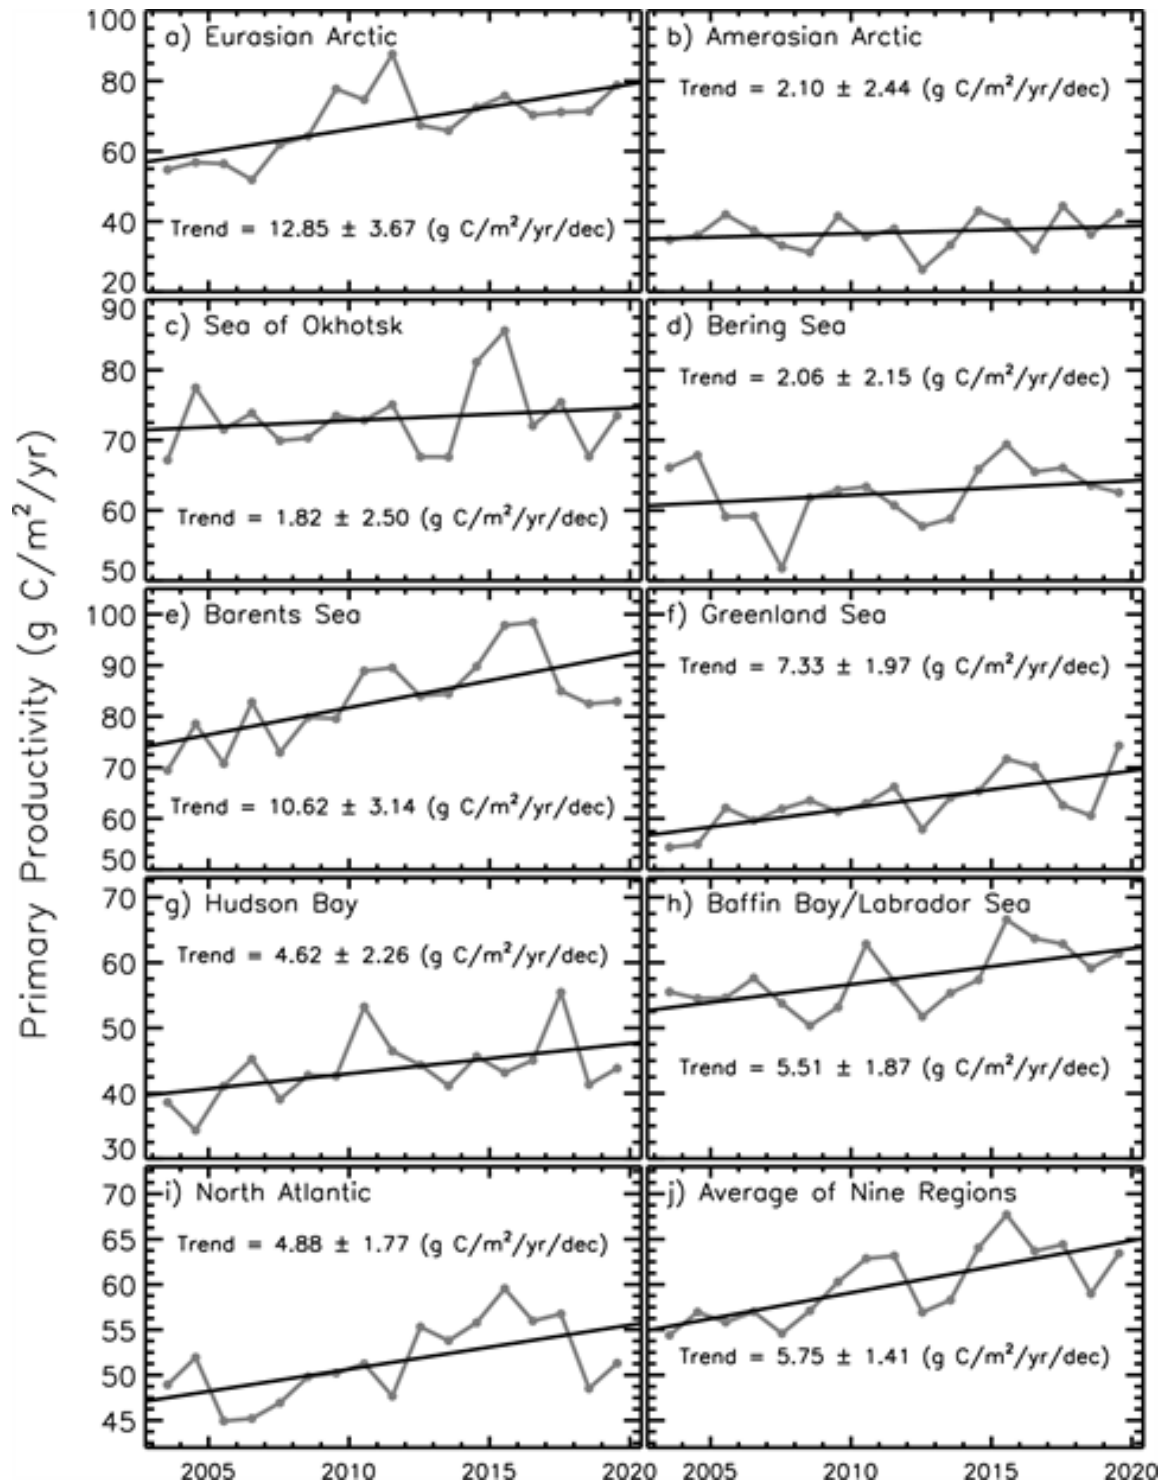 Primary Productivity (g C/m²/yr)
a) Eurasian Arctic
Trend = 12.85 ± 3.67 (g C/m²/yr/dec)
100
80
60
40
20
b) Amerasian Arctic
Trend = 2.10 ± 2.44 (g C/m²/yr/dec)
c) Sea of Okhotsk
Trend = 1.82 ± 2.50 (g C/m²/yr/dec)
90
80
70
60
50
d) Bering Sea
Trend = 2.06 ± 2.15 (g C/m²/yr/dec)
e) Barents Sea
Trend = 10.62 ± 3.14 (g C/m²/yr/dec)
100
90
80
70
60
50
f) Greenland Sea
Trend = 7.33 ± 1.97 (g C/m²/yr/dec)
g) Hudson Bay
Trend = 4.62 ± 2.26 (g C/m²/yr/dec)
70
60
50
40
30
h) Baffin Bay/Labrador Sea
Trend = 5.51 ± 1.87 (g C/m²/yr/dec)
i) North Atlantic
Trend = 4.88 ± 1.77 (g C/m²/yr/dec)
70
65
60
55
50
45
j) Average of Nine Regions
Trend = 5.75 ± 1.41 (g C/m²/yr/dec)
2005 2010 2015 2020
2005 2010 2015 2020